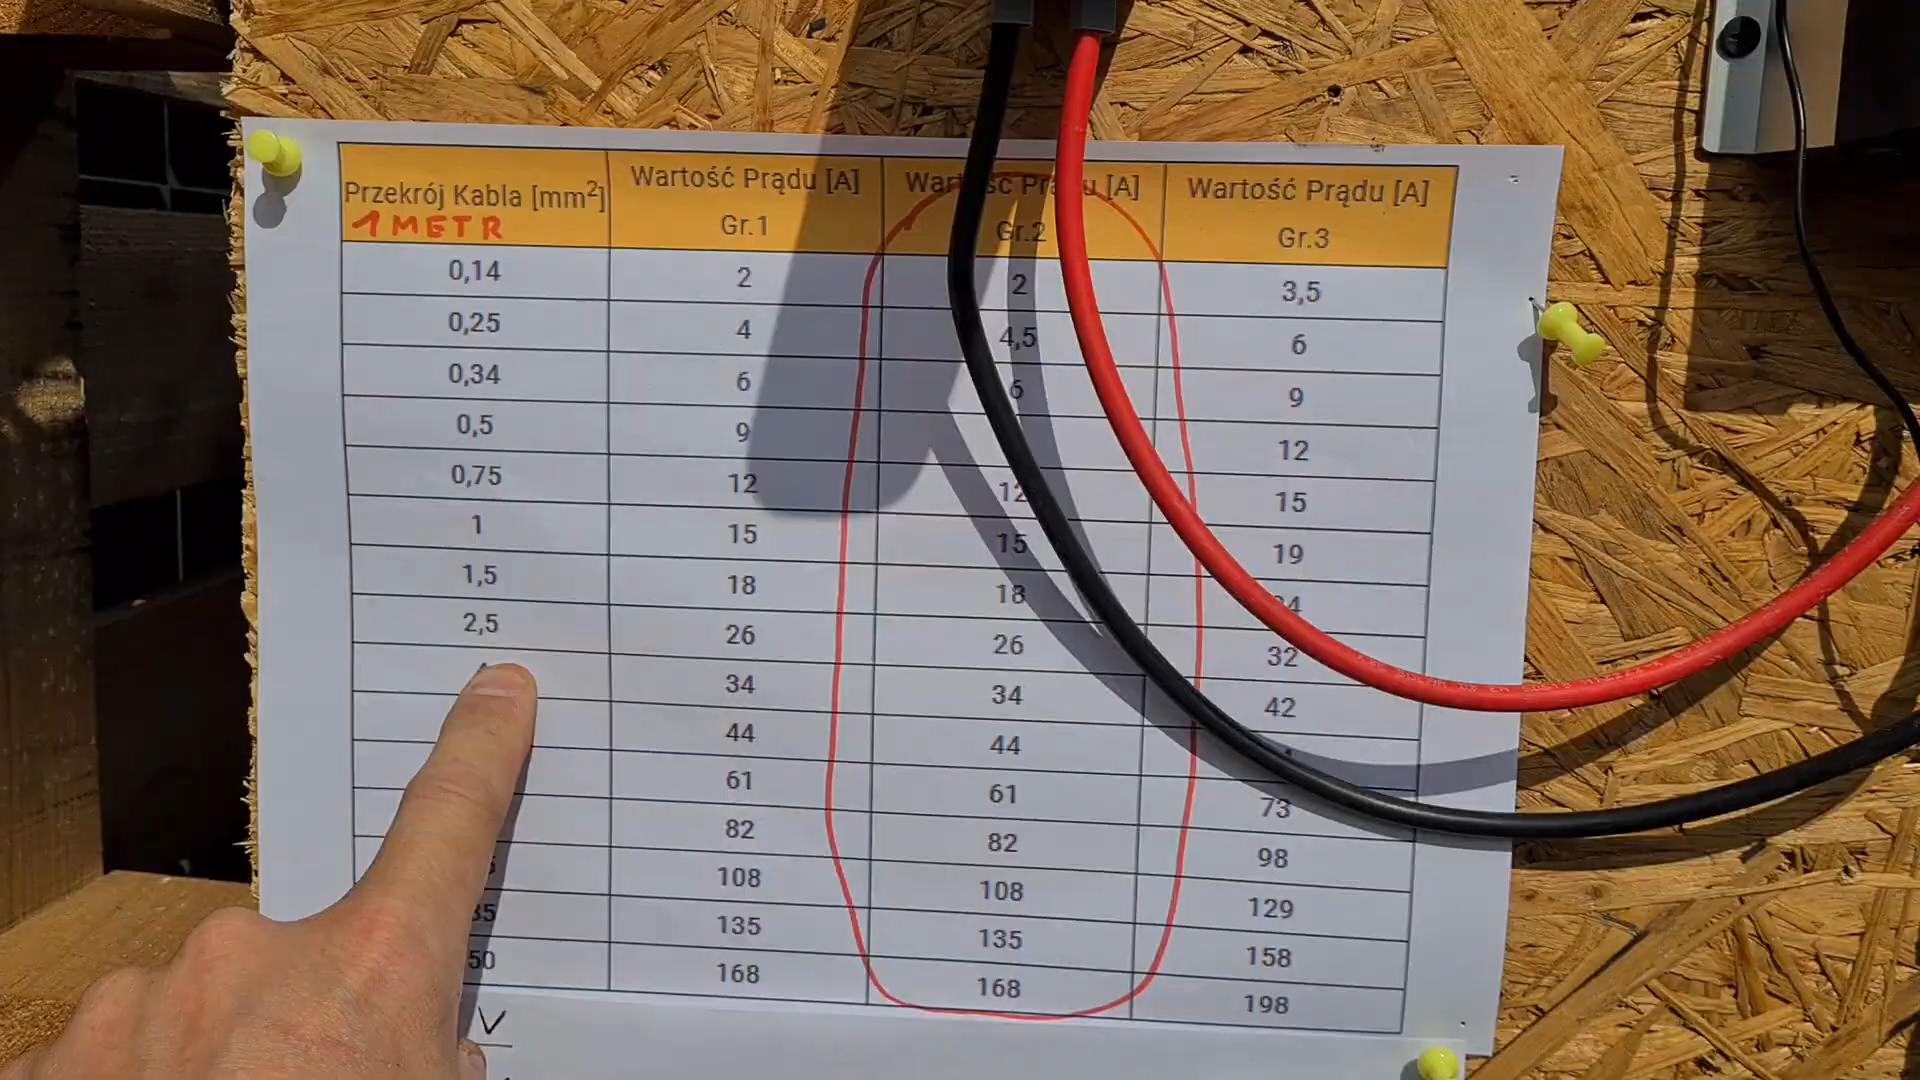 Przekrój Kabla [mm²] Wartość Prądu [A] Wartość Prądu [A] Wartość Prądu [A]
1 METR Gr.1 Gr.2 Gr.3
0,14 2 2 3,5
0,25 4 4,5 6
0,34 6 6 9
0,5 9 12
0,75 12 12 15
1 15 15 19
1,5 18 18
2,5 26 26 32
34 34 42
44 44
61 61 73
82 82 98
108 108 129
135 135 158
50 168 168 198
V